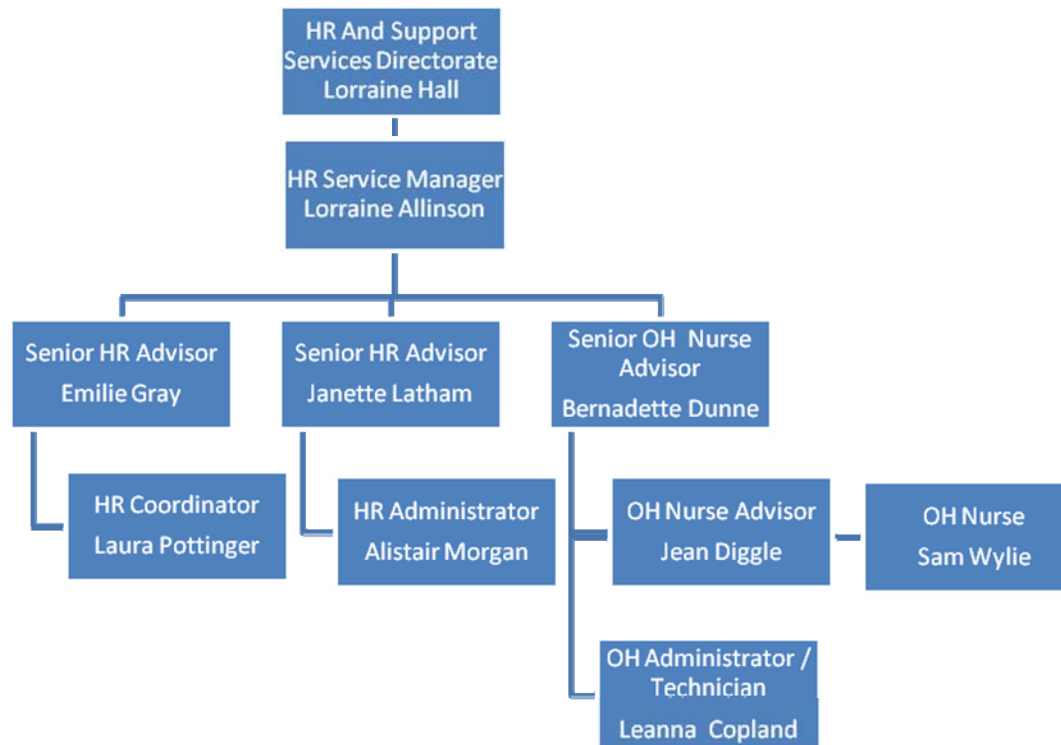 HR And Support
Services Directorate
Lorraine Hall
HR Service Manager
Lorraine Allinson
Senior HR Advisor
Emilie Gray
Senior HR Advisor
Janette Latham
Senior OH Nurse
Advisor
Bernadette Dunne
HR Coordinator
Laura Pottinger
HR Administrator
Alistair Morgan
OH Nurse Advisor
Jean Diggle
OH Nurse
Sam Wylie
OH Administrator /
Technician
Leanna Copland